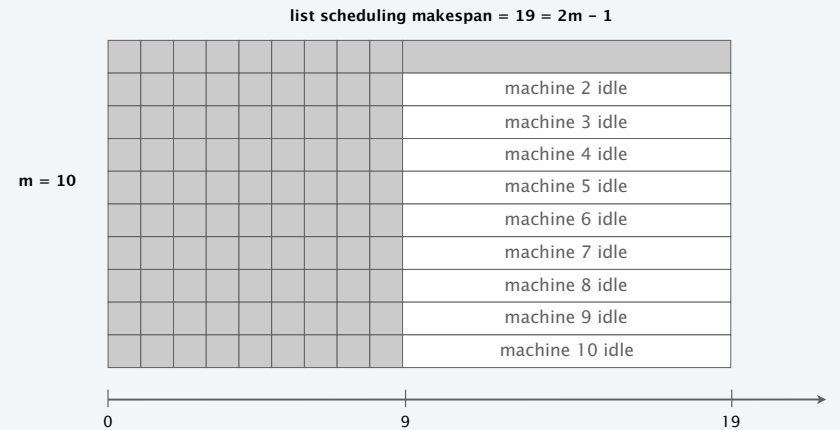 list scheduling makespan = 19 = 2m – 1
machine 2 idle
machine 3 idle
machine 4 idle
m = 10
machine 5 idle
machine 6 idle
machine 7 idle
machine 8 idle
machine 9 idle
machine 10 idle
0 9 19